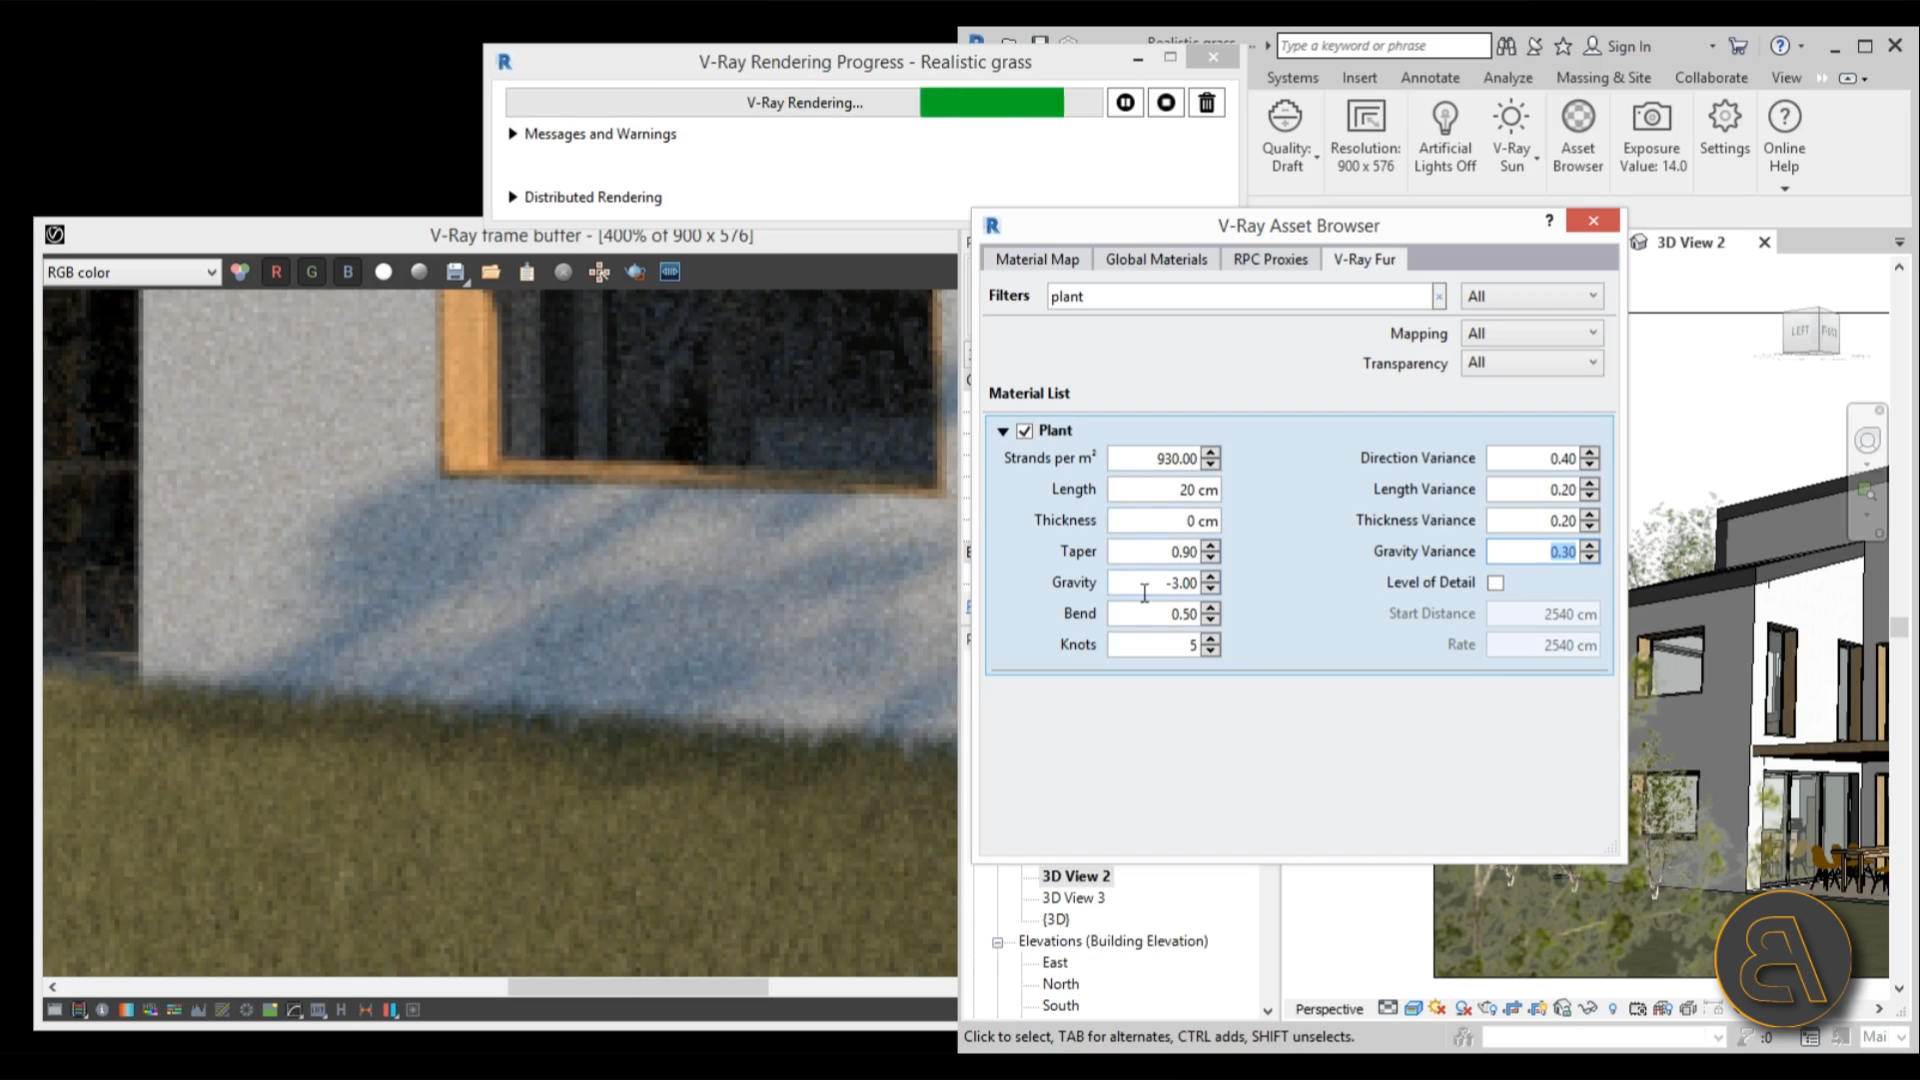 V-Ray Rendering Progress - Realistic grass
V-Ray Rendering...
Messages and Warnings
Distributed Rendering
Type a keyword or phrase
Sign In
Systems Insert Annotate Analyze Massing & Site Collaborate View
Quality: Draft
Resolution: 900 x 576
Artificial Lights Off
V-Ray Sun
Asset Browser
Exposure Value: 14.0
Settings
Online Help
V-Ray frame buffer - [400% of 900 x 576]
RGB color
R G B
V-Ray Asset Browser
?
Material Map Global Materials RPC Proxies V-Ray Fur
Filters plant All
Mapping All
Transparency All
Material List
Plant
Strands per m² 930.00 Direction Variance 0.40
Length 20 cm Length Variance 0.20
Thickness 0 cm Thickness Variance 0.20
Taper 0.90 Gravity Variance 0.30
Gravity -3.00 Level of Detail
Bend 0.50 Start Distance 2540 cm
Knots 5 Rate 2540 cm
3D View 2
LEFT
3D View 2
3D View 3
{3D}
Elevations (Building Elevation)
East
North
South
Perspective
Click to select, TAB for alternates, CTRL adds, SHIFT unselects.
:0
Mai